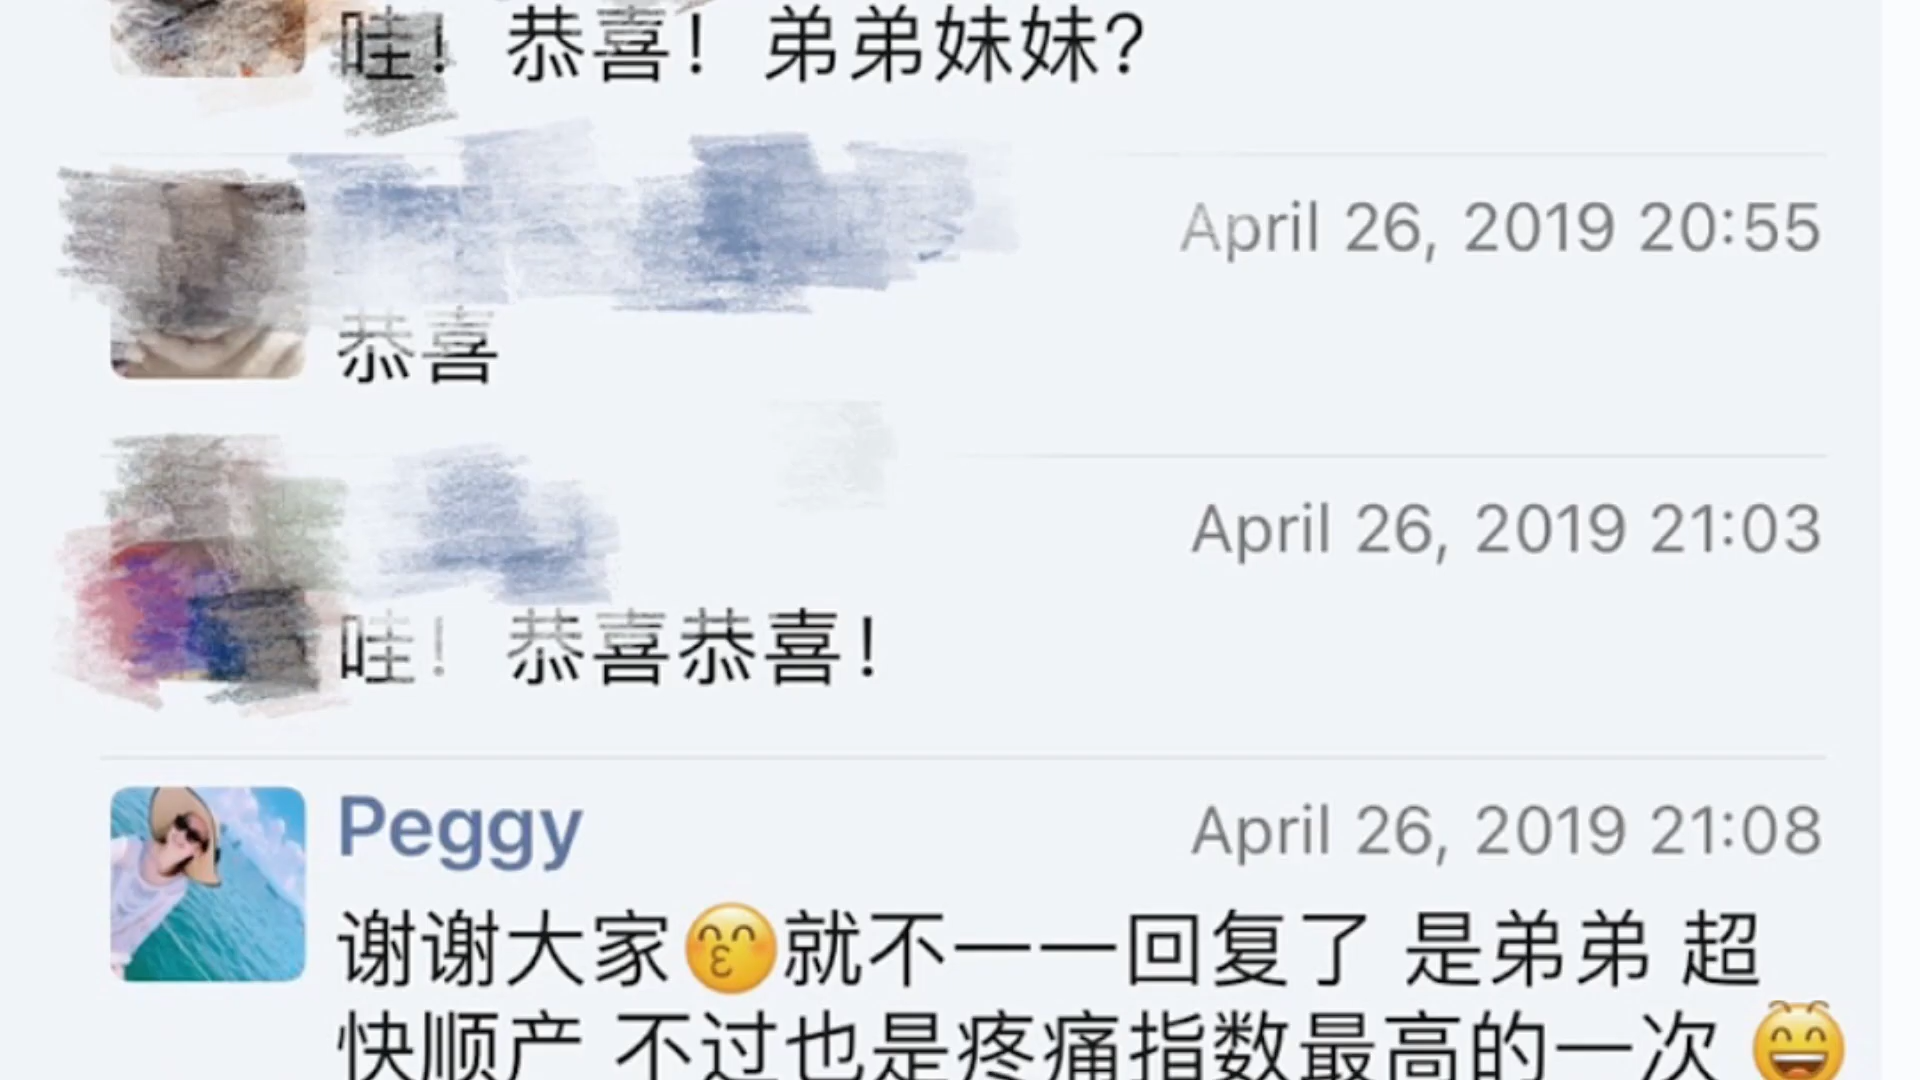 哇！恭喜！弟弟妹妹？
April 26, 2019 20:55
恭喜
April 26, 2019 21:03
哇！恭喜恭喜！
Peggy
April 26, 2019 21:08
谢谢大家😙就不一一回复了 是弟弟 超
快顺产 不过也是疼痛指数最高的一次 😄